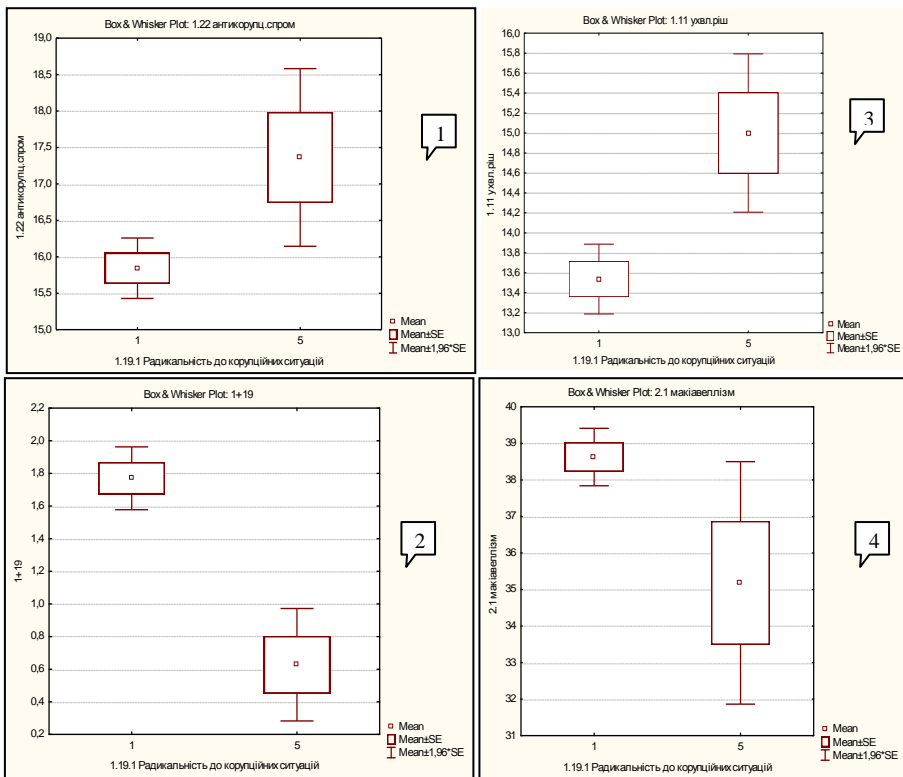 Box & Whisker Plot: 1.22 антикорупц.спром
19,0
18,5
18,0
17,5
17,0
16,5
16,0
15,5
15,0
1.22 антикорупц.спром
1
5
1.19.1 Радикальність до корупційних ситуацій
Mean
Mean±SE
Mean±1,96*SE
1
Box & Whisker Plot: 1.11 ухвл.ріш
16,0
15,8
15,6
15,4
15,2
15,0
14,8
14,6
14,4
14,2
14,0
13,8
13,6
13,4
13,2
13,0
1.11 ухвл.ріш
1
5
1.19.1 Радикальність до корупційних ситуацій
Mean
Mean±SE
Mean±1,96*SE
3
Box & Whisker Plot: 1+19
2,2
2,0
1,8
1,6
1,4
1,2
1,0
0,8
0,6
0,4
0,2
1+19
1
5
1.19.1 Радикальність до корупційних ситуацій
Mean
Mean±SE
Mean±1,96*SE
2
Box & Whisker Plot: 2.1 макіавеллізм
40
39
38
37
36
35
34
33
32
31
2.1 макіавеллізм
1
5
1.19.1 Радикальність до корупційних ситуацій
Mean
Mean±SE
Mean±1,96*SE
4